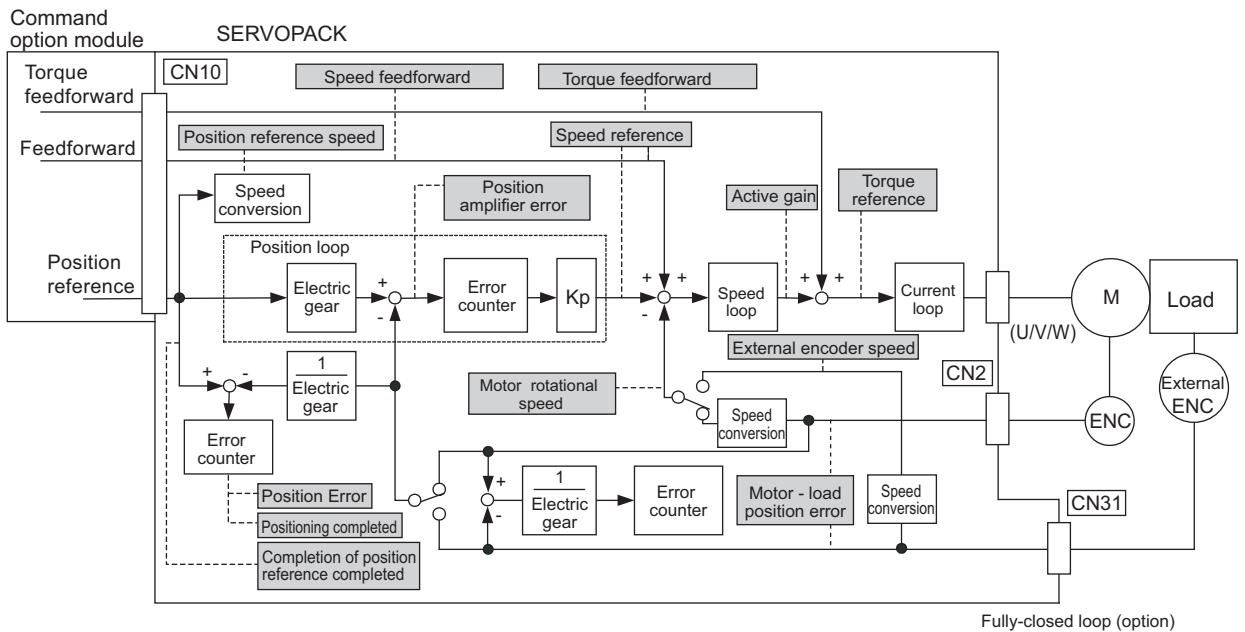 Command
option module
SERVOPACK
CN10
Torque
feedforward
Speed feedforward
Torque feedforward
Position reference speed
Speed reference
Feedforward
Speed
conversion
Position
amplifier error
Active gain
Torque
reference
Position loop
Position
reference
Electric
gear
+
-
Error
counter
Kp
+
+
-
Speed
loop
+
+
Current
loop
M
Load
(U/V/W)
External encoder speed
CN2
+
-
1
Electric
gear
Motor rotational
speed
External
ENC
Speed
conversion
ENC
Error
counter
Position Error
Positioning completed
Completion of position
reference completed
+
-
1
Electric
gear
Error
counter
Motor - load
position error
Speed
conversion
CN31
Fully-closed loop (option)